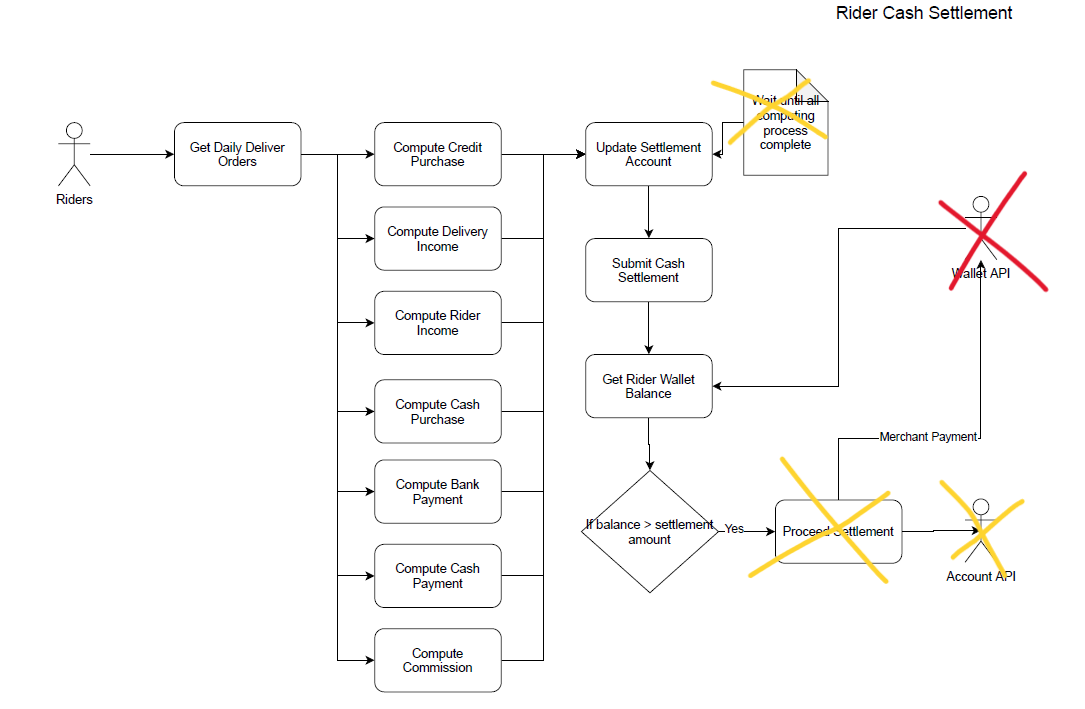 Rider Cash Settlement
Wait until all
computing
process
complete
Riders
Get Daily Deliver
Orders
Compute Credit
Purchase
Update Settlement
Account
Compute Delivery
Income
Submit Cash
Settlement
Wallet API
Compute Rider
Income
Get Rider Wallet
Balance
Compute Cash
Purchase
Merchant Payment
Compute Bank
Payment
If balance > settlement
amount
Yes
Proceed Settlement
Account API
Compute Cash
Payment
Compute
Commission